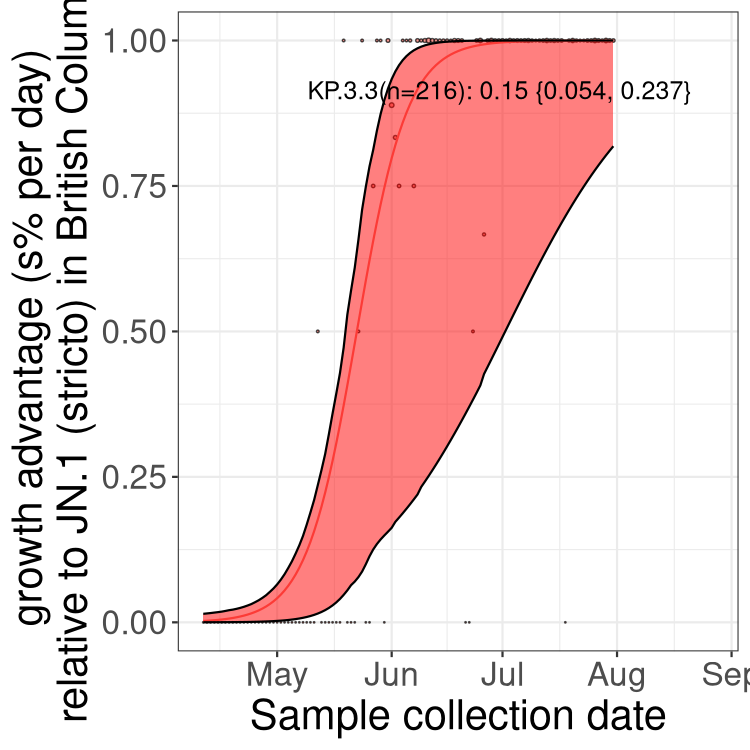 growth advantage (s% per day)
relative to JN.1 (stricto) in British Colum
1.00
0.75
0.50
0.25
0.00
KP.3.3(n=216): 0.15 {0.054, 0.237}
May Jun Jul Aug Sep
Sample collection date